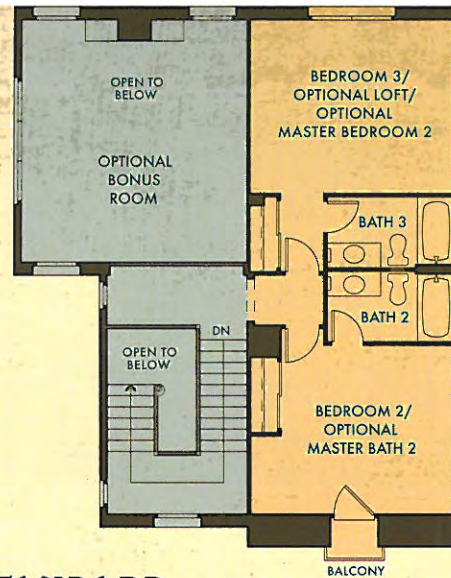 OPEN TO
BELOW
OPTIONAL
BONUS
ROOM
BEDROOM 3/
OPTIONAL LOFT/
OPTIONAL
MASTER BEDROOM 2
BATH 3
BATH 2
DN
OPEN TO
BELOW
BEDROOM 2/
OPTIONAL
MASTER BATH 2
BALCONY